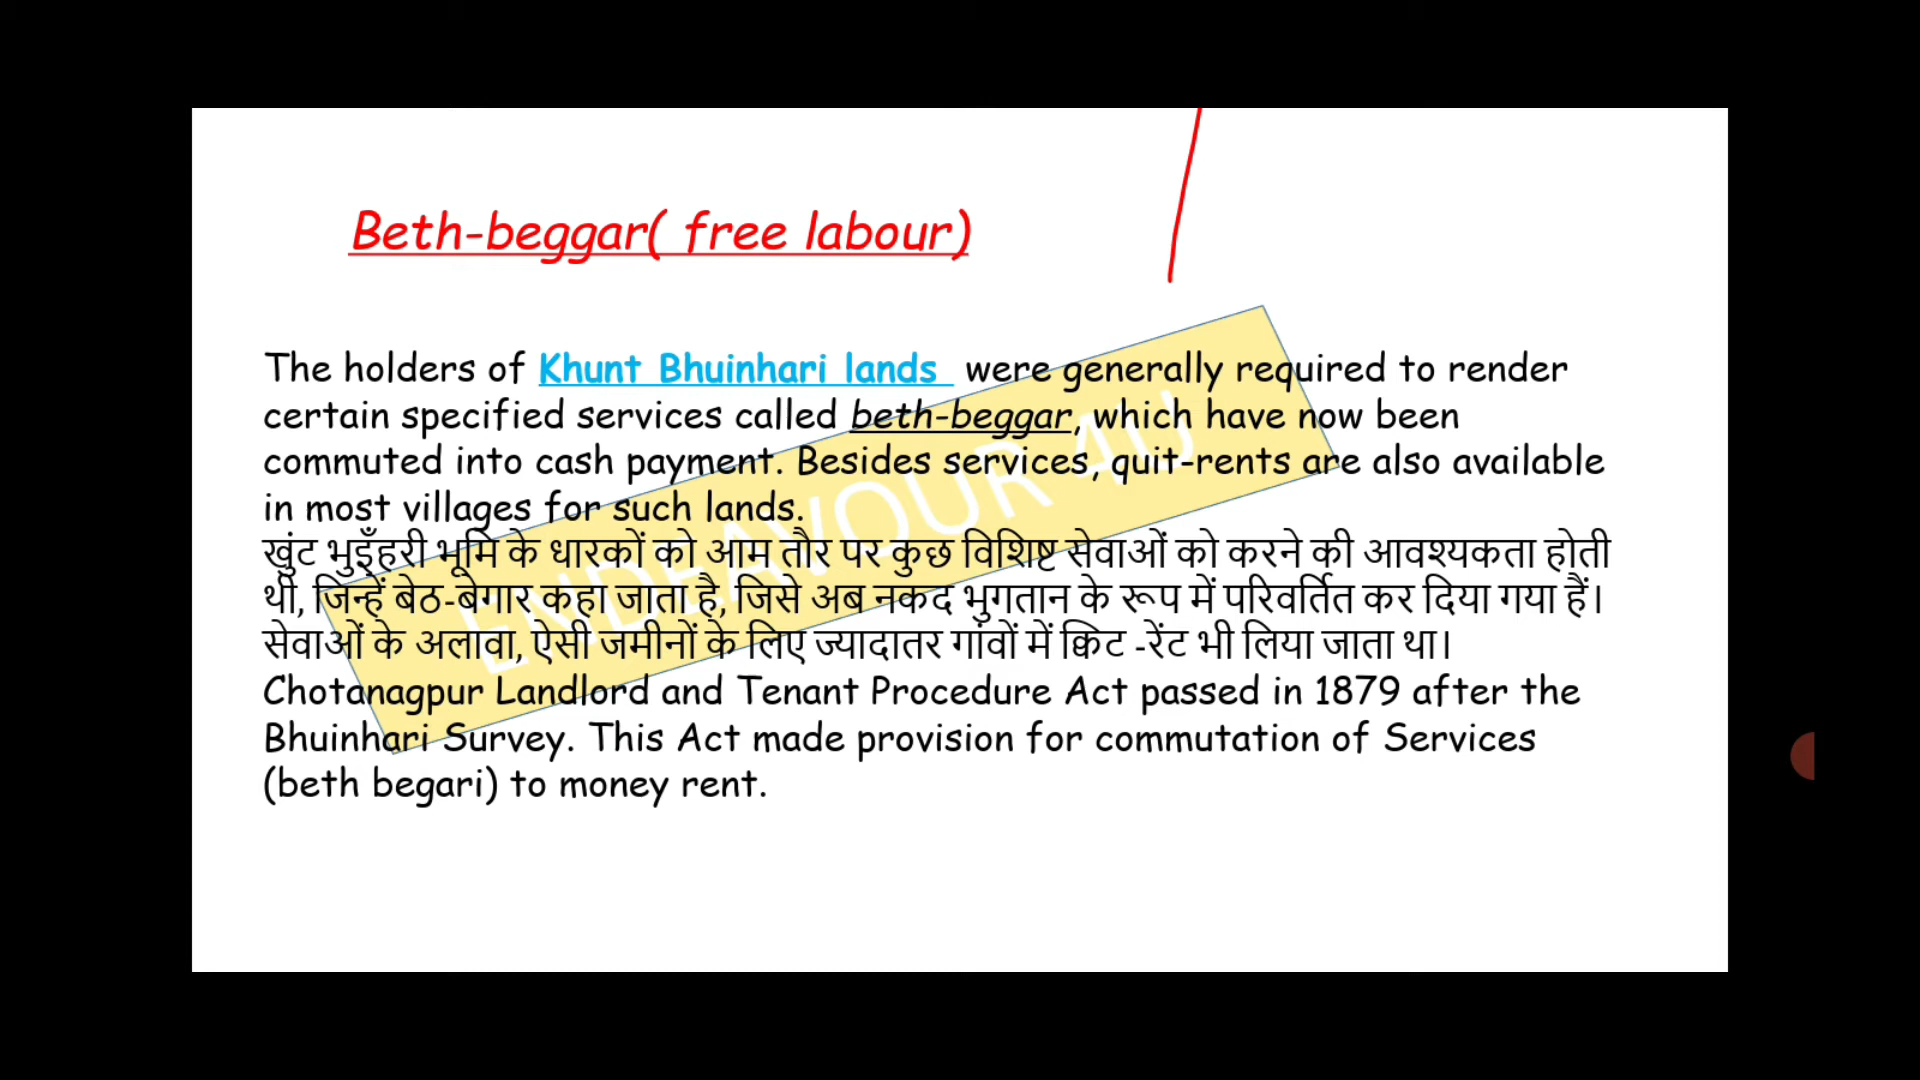 Beth-beggar( free labour)
The holders of Khunt Bhuinhari lands were generally required to render
certain specified services called beth-beggar, which have now been
commuted into cash payment. Besides services, quit-rents are also available
in most villages for such lands.
खुंट भुइँहरी भूमि के धारकों को आम तौर पर कुछ विशिष्ट सेवाओं को करने की आवश्यकता होती
थी, जिन्हें बेठ-बेगार कहा जाता है, जिसे अब नकद भुगतान के रूप में परिवर्तित कर दिया गया हैं।
सेवाओं के अलावा, ऐसी जमीनों के लिए ज्यादातर गांवों में क्विट -रेंट भी लिया जाता था।
Chotanagpur Landlord and Tenant Procedure Act passed in 1879 after the
Bhuinhari Survey. This Act made provision for commutation of Services
(beth begari) to money rent.
ENDEAVOUR 4U